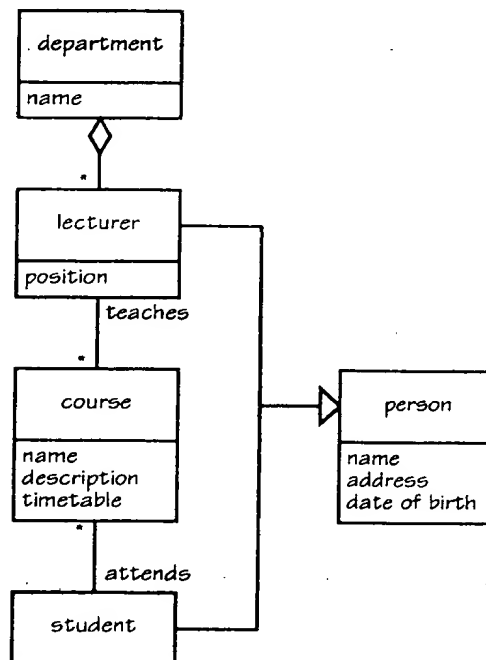 department
name
*
lecturer
position
teaches
*
course
name
description
timetable
*
attends
student
person
name
address
date of birth